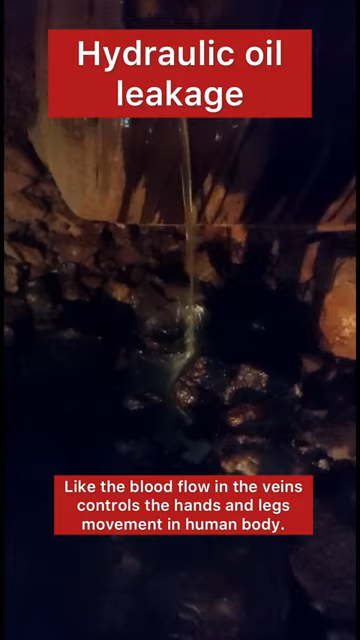 Hydraulic oil
leakage
Like the blood flow in the veins
controls the hands and legs
movement in human body.